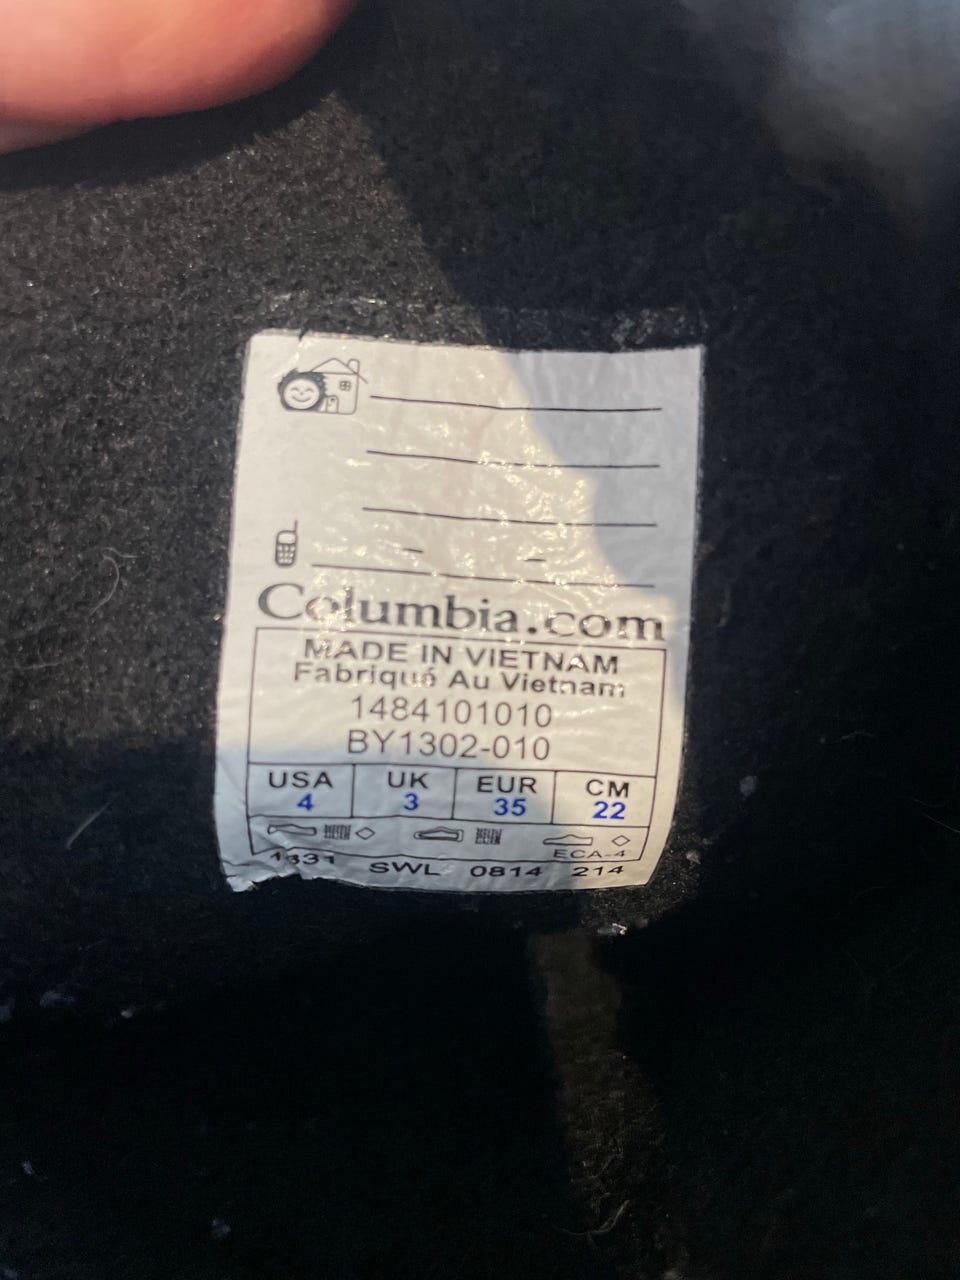 Columbia.com
MADE IN VIETNAM
Fabriqué Au Vietnam
1484101010
BY1302-010
USA UK EUR CM
4 3 35 22
ECA-4
SWL 0814 214